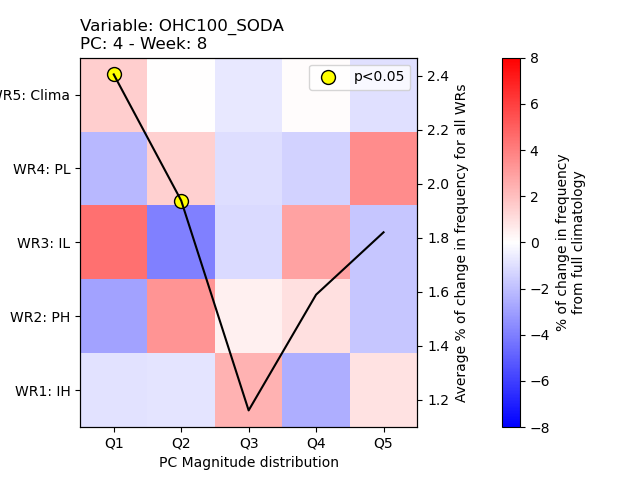 Variable: OHC100_SODA
PC: 4 - Week: 8
p<0.05
WR5: Clima
WR4: PL
WR3: IL
WR2: PH
WR1: IH
Q1 Q2 Q3 Q4 Q5
PC Magnitude distribution
2.4
2.2
2.0
1.8
1.6
1.4
1.2
Average % of change in frequency for all WRs
8
6
4
2
0
−2
−4
−6
−8
% of change in frequency
from full climatology